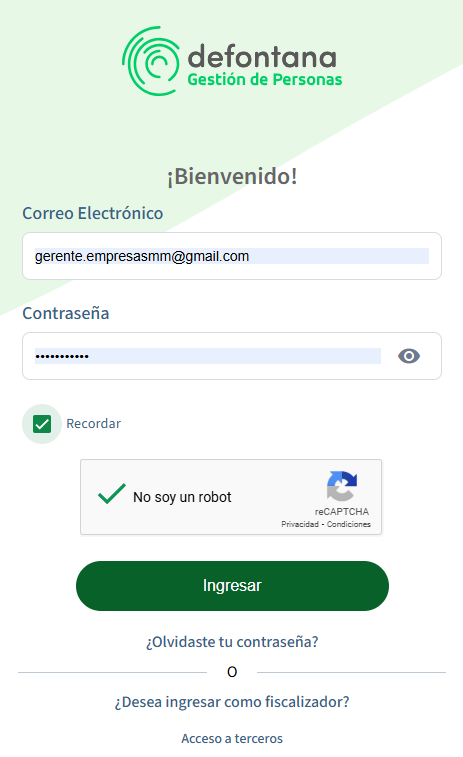 defontana
Gestión de Personas
¡Bienvenido!
Correo Electrónico
gerente.empresasmm@gmail.com
Contraseña
•••••••••••
Recordar
No soy un robot
reCAPTCHA
Privacidad - Condiciones
Ingresar
¿Olvidaste tu contraseña?
O
¿Desea ingresar como fiscalizador?
Acceso a terceros